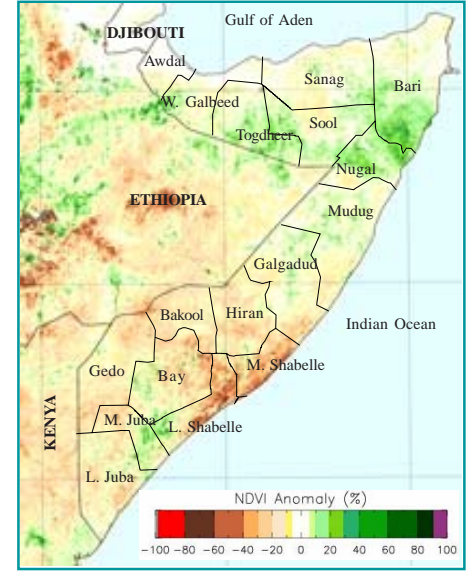 Gulf of Aden
DJIBOUTI
Awdal
Sanag
Bari
W. Galbeed
Togdheer
Sool
Nugal
ETHIOPIA
Mudug
Galgadud
Bakool
Hiran
Indian Ocean
Gedo
Bay
M. Shabelle
KENYA
M. Juba
L. Shabelle
L. Juba
NDVI Anomaly (%)
-100 -80 -60 -40 -20 0 20 40 60 80 100